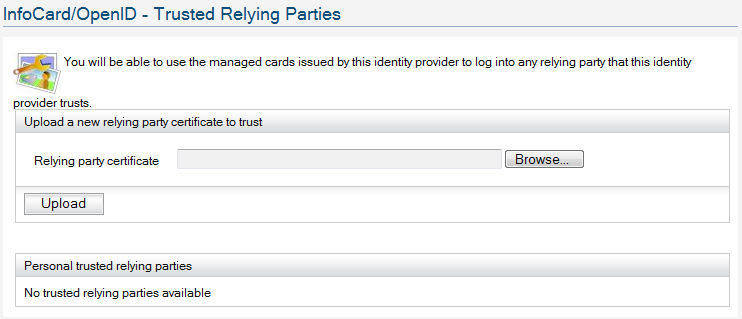 InfoCard/OpenID - Trusted Relying Parties
You will be able to use the managed cards issued by this identity provider to log into any relying party that this identity
provider trusts.
Upload a new relying party certificate to trust
Relying party certificate Browse...
Upload
Personal trusted relying parties
No trusted relying parties available